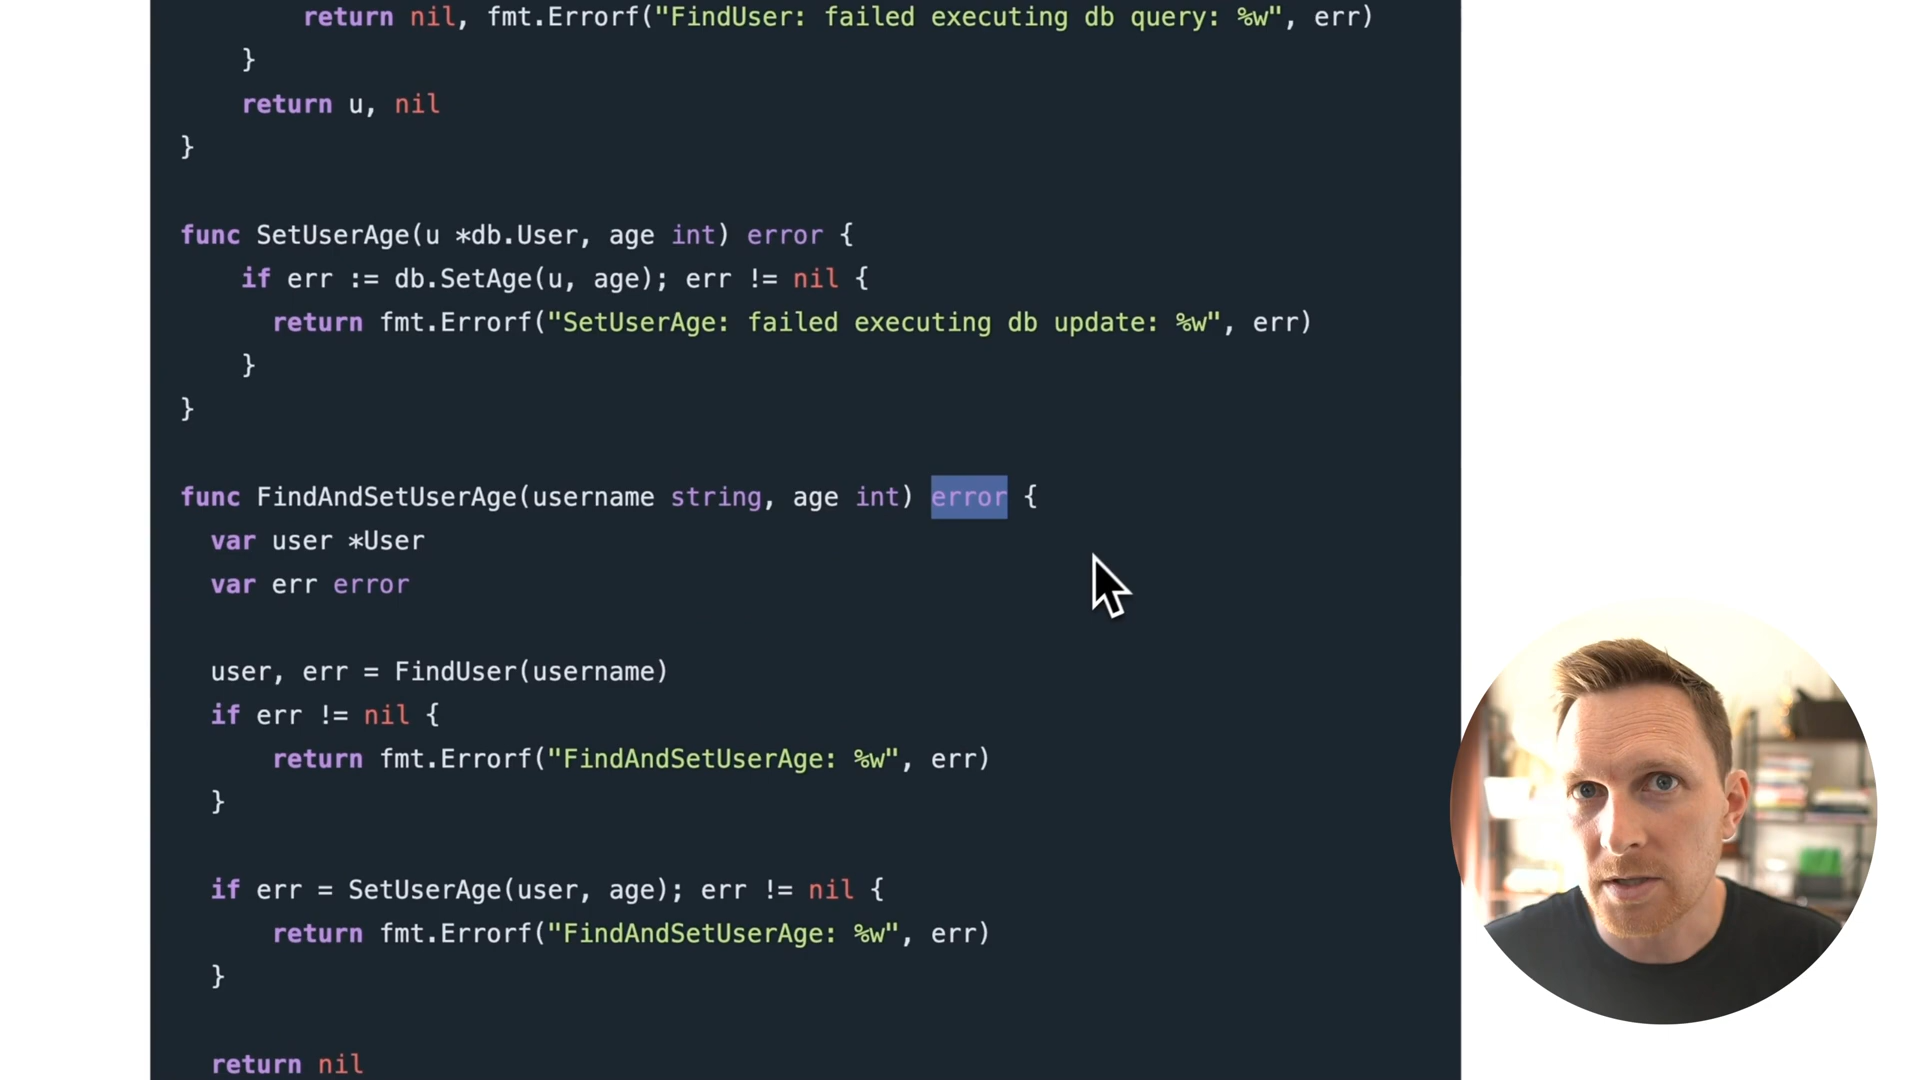 return nil, fmt.Errorf("FindUser: failed executing db query: %w", err)
}
return u, nil
}
func SetUserAge(u *db.User, age int) error {
if err := db.SetAge(u, age); err != nil {
return fmt.Errorf("SetUserAge: failed executing db update: %w", err)
}
}
func FindAndSetUserAge(username string, age int) error {
var user *User
var err error
user, err = FindUser(username)
if err != nil {
return fmt.Errorf("FindAndSetUserAge: %w", err)
}
if err = SetUserAge(user, age); err != nil {
return fmt.Errorf("FindAndSetUserAge: %w", err)
}
return nil